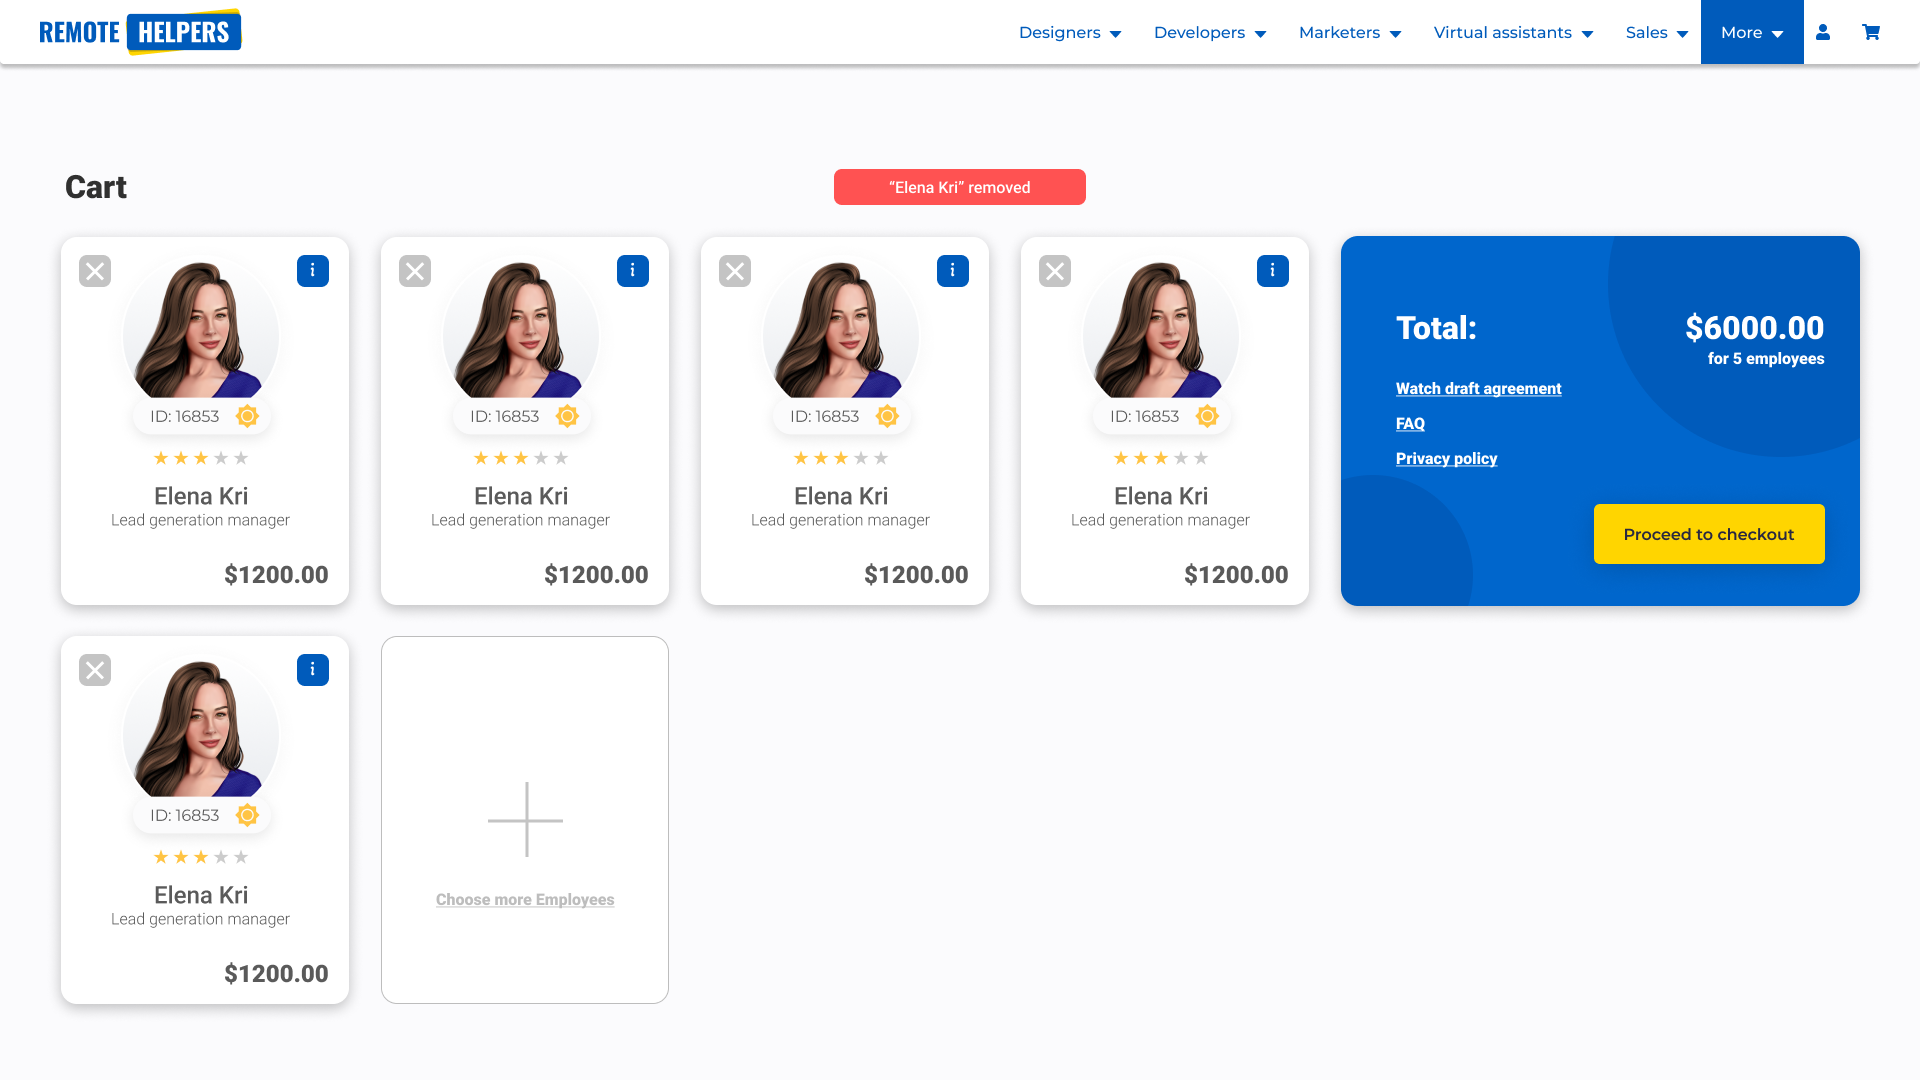 REMOTE HELPERS
Designers
Developers
Marketers
Virtual assistants
Sales
More
Cart
“Elena Kri” removed
ID: 16853
Elena Kri
Lead generation manager
$1200.00
ID: 16853
Elena Kri
Lead generation manager
$1200.00
ID: 16853
Elena Kri
Lead generation manager
$1200.00
ID: 16853
Elena Kri
Lead generation manager
$1200.00
Total:
$6000.00
for 5 employees
Watch draft agreement
FAQ
Privacy policy
Proceed to checkout
ID: 16853
Elena Kri
Lead generation manager
$1200.00
Choose more Employees